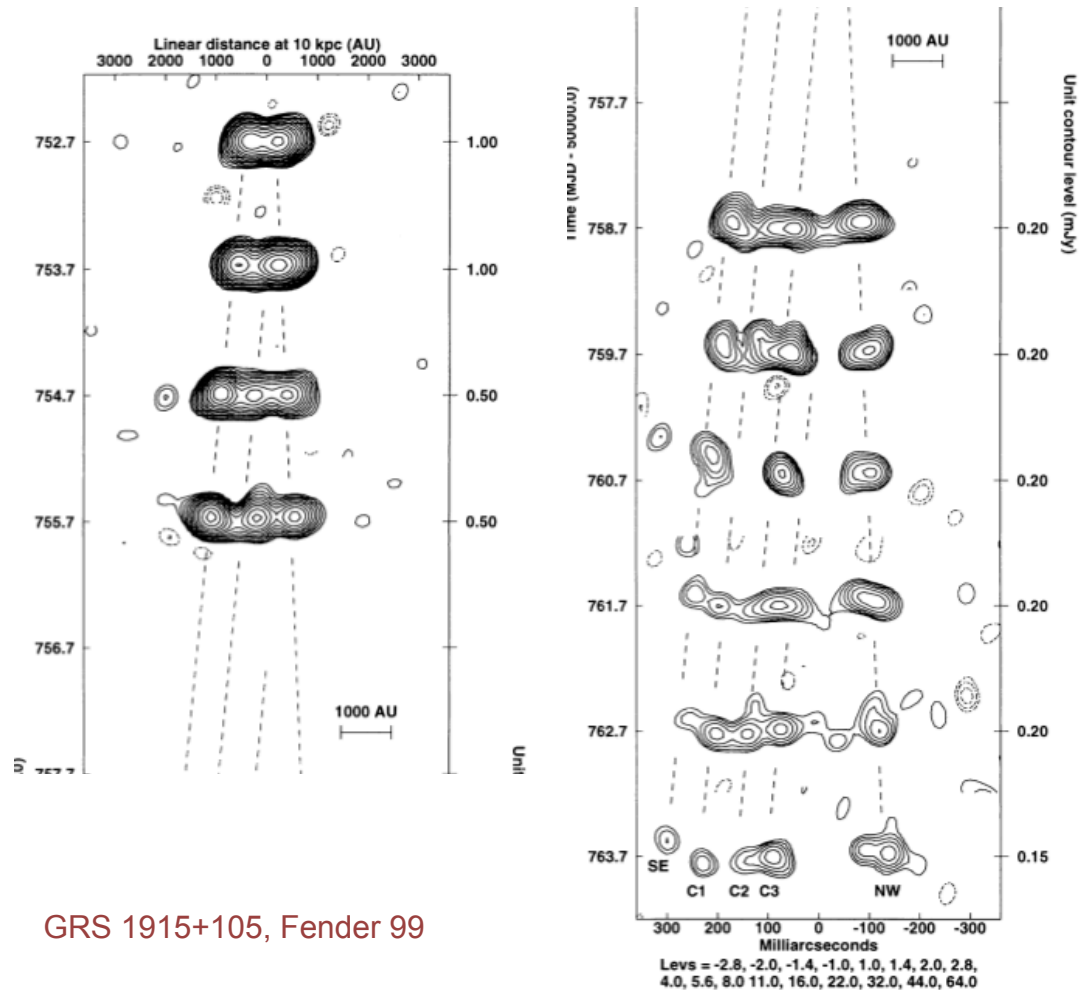 Linear distance at 10 kpc (AU)
3000 2000 1000 0 1000 2000 3000
752.7 1.00
753.7 1.00
754.7 0.50
755.7 0.50
756.7
1000 AU
1000 AU
Time (MJD - 50000.0)
Unit contour level (mJy)
757.7
758.7 0.20
759.7 0.20
760.7 0.20
761.7 0.20
762.7 0.20
763.7 0.15
SE C1 C2 C3 NW
300 200 100 0 -100 -200 -300
Milliarcseconds
Levs = -2.8, -2.0, -1.4, -1.0, 1.0, 1.4, 2.0, 2.8,
4.0, 5.6, 8.0 11.0, 16.0, 22.0, 32.0, 44.0, 64.0
GRS 1915+105, Fender 99